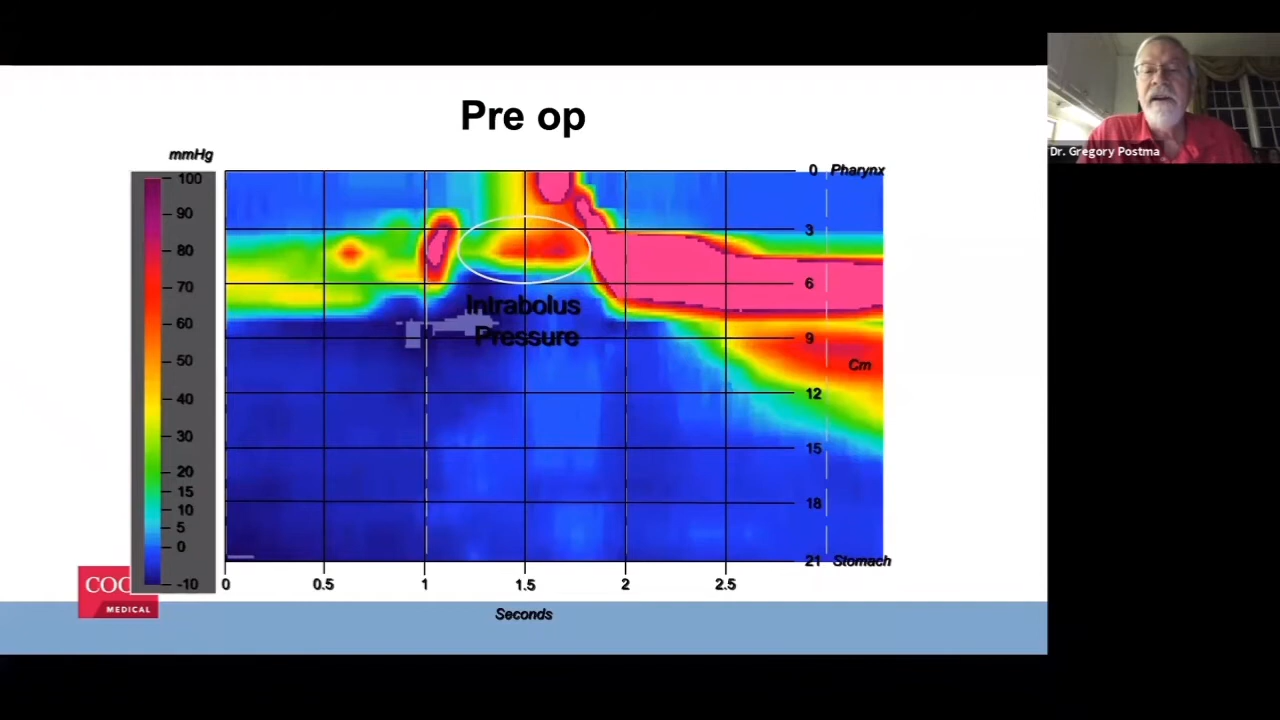 Pre op
Dr. Gregory Postma
mmHg
100
90
80
70
60
50
40
30
20
15
10
5
0
-10
0 Pharynx
3
6
9
Cm
12
15
18
21 Stomach
Intrabolus
Pressure
0 0.5 1 1.5 2 2.5
Seconds
MEDICAL